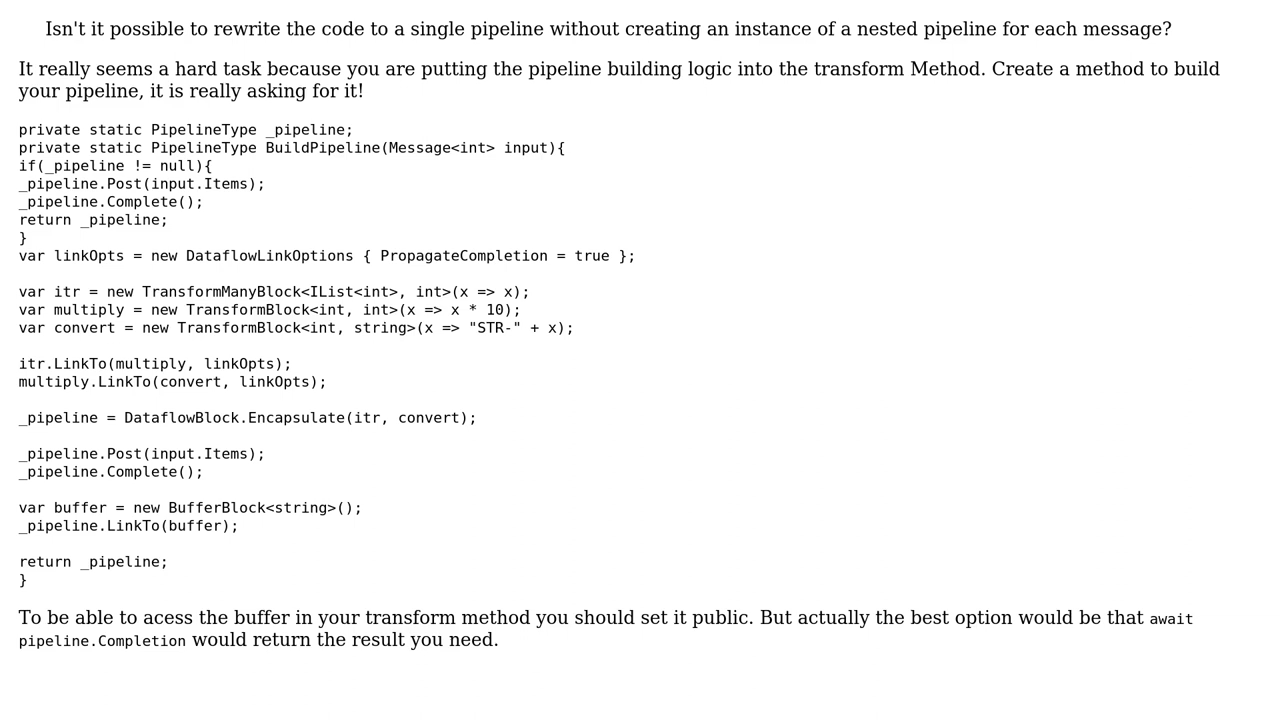 Isn't it possible to rewrite the code to a single pipeline without creating an instance of a nested pipeline for each message?
It really seems a hard task because you are putting the pipeline building logic into the transform Method. Create a method to build
your pipeline, it is really asking for it!
private static PipelineType _pipeline;
private static PipelineType BuildPipeline(Message<int> input){
if(_pipeline != null){
_pipeline.Post(input.Items);
_pipeline.Complete();
return _pipeline;
}
var linkOpts = new DataflowLinkOptions { PropagateCompletion = true };
var itr = new TransformManyBlock<IList<int>, int>(x => x);
var multiply = new TransformBlock<int, int>(x => x * 10);
var convert = new TransformBlock<int, string>(x => "STR-" + x);
itr.LinkTo(multiply, linkOpts);
multiply.LinkTo(convert, linkOpts);
_pipeline = DataflowBlock.Encapsulate(itr, convert);
_pipeline.Post(input.Items);
_pipeline.Complete();
var buffer = new BufferBlock<string>();
_pipeline.LinkTo(buffer);
return _pipeline;
}
To be able to acess the buffer in your transform method you should set it public. But actually the best option would be that await
pipeline.Completion would return the result you need.